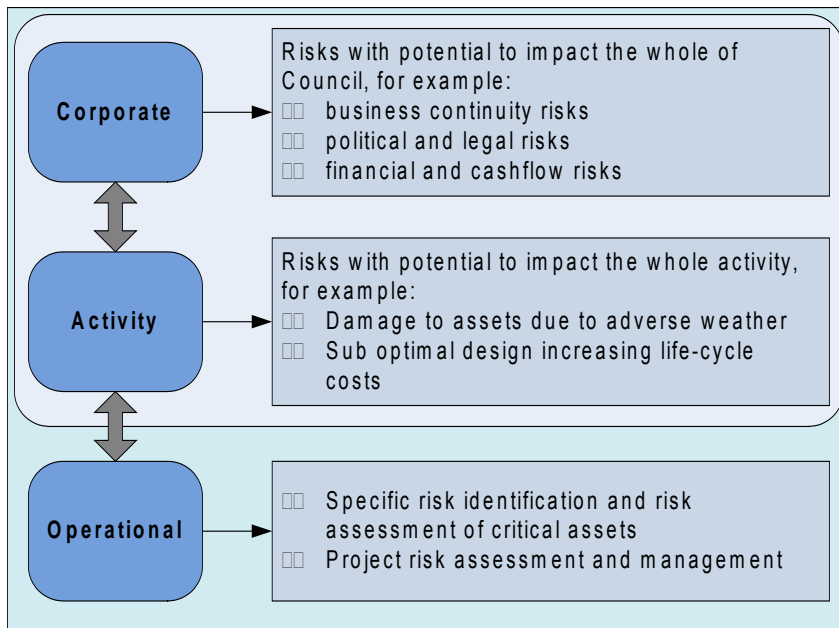 Corporate
Risks with potential to impact the whole of
Council, for example:
□□ business continuity risks
□□ political and legal risks
□□ financial and cashflow risks
Activity
Risks with potential to impact the whole activity,
for example:
□□ Damage to assets due to adverse weather
□□ Sub optimal design increasing life-cycle
costs
Operational
□□ Specific risk identification and risk
assessment of critical assets
□□ Project risk assessment and management